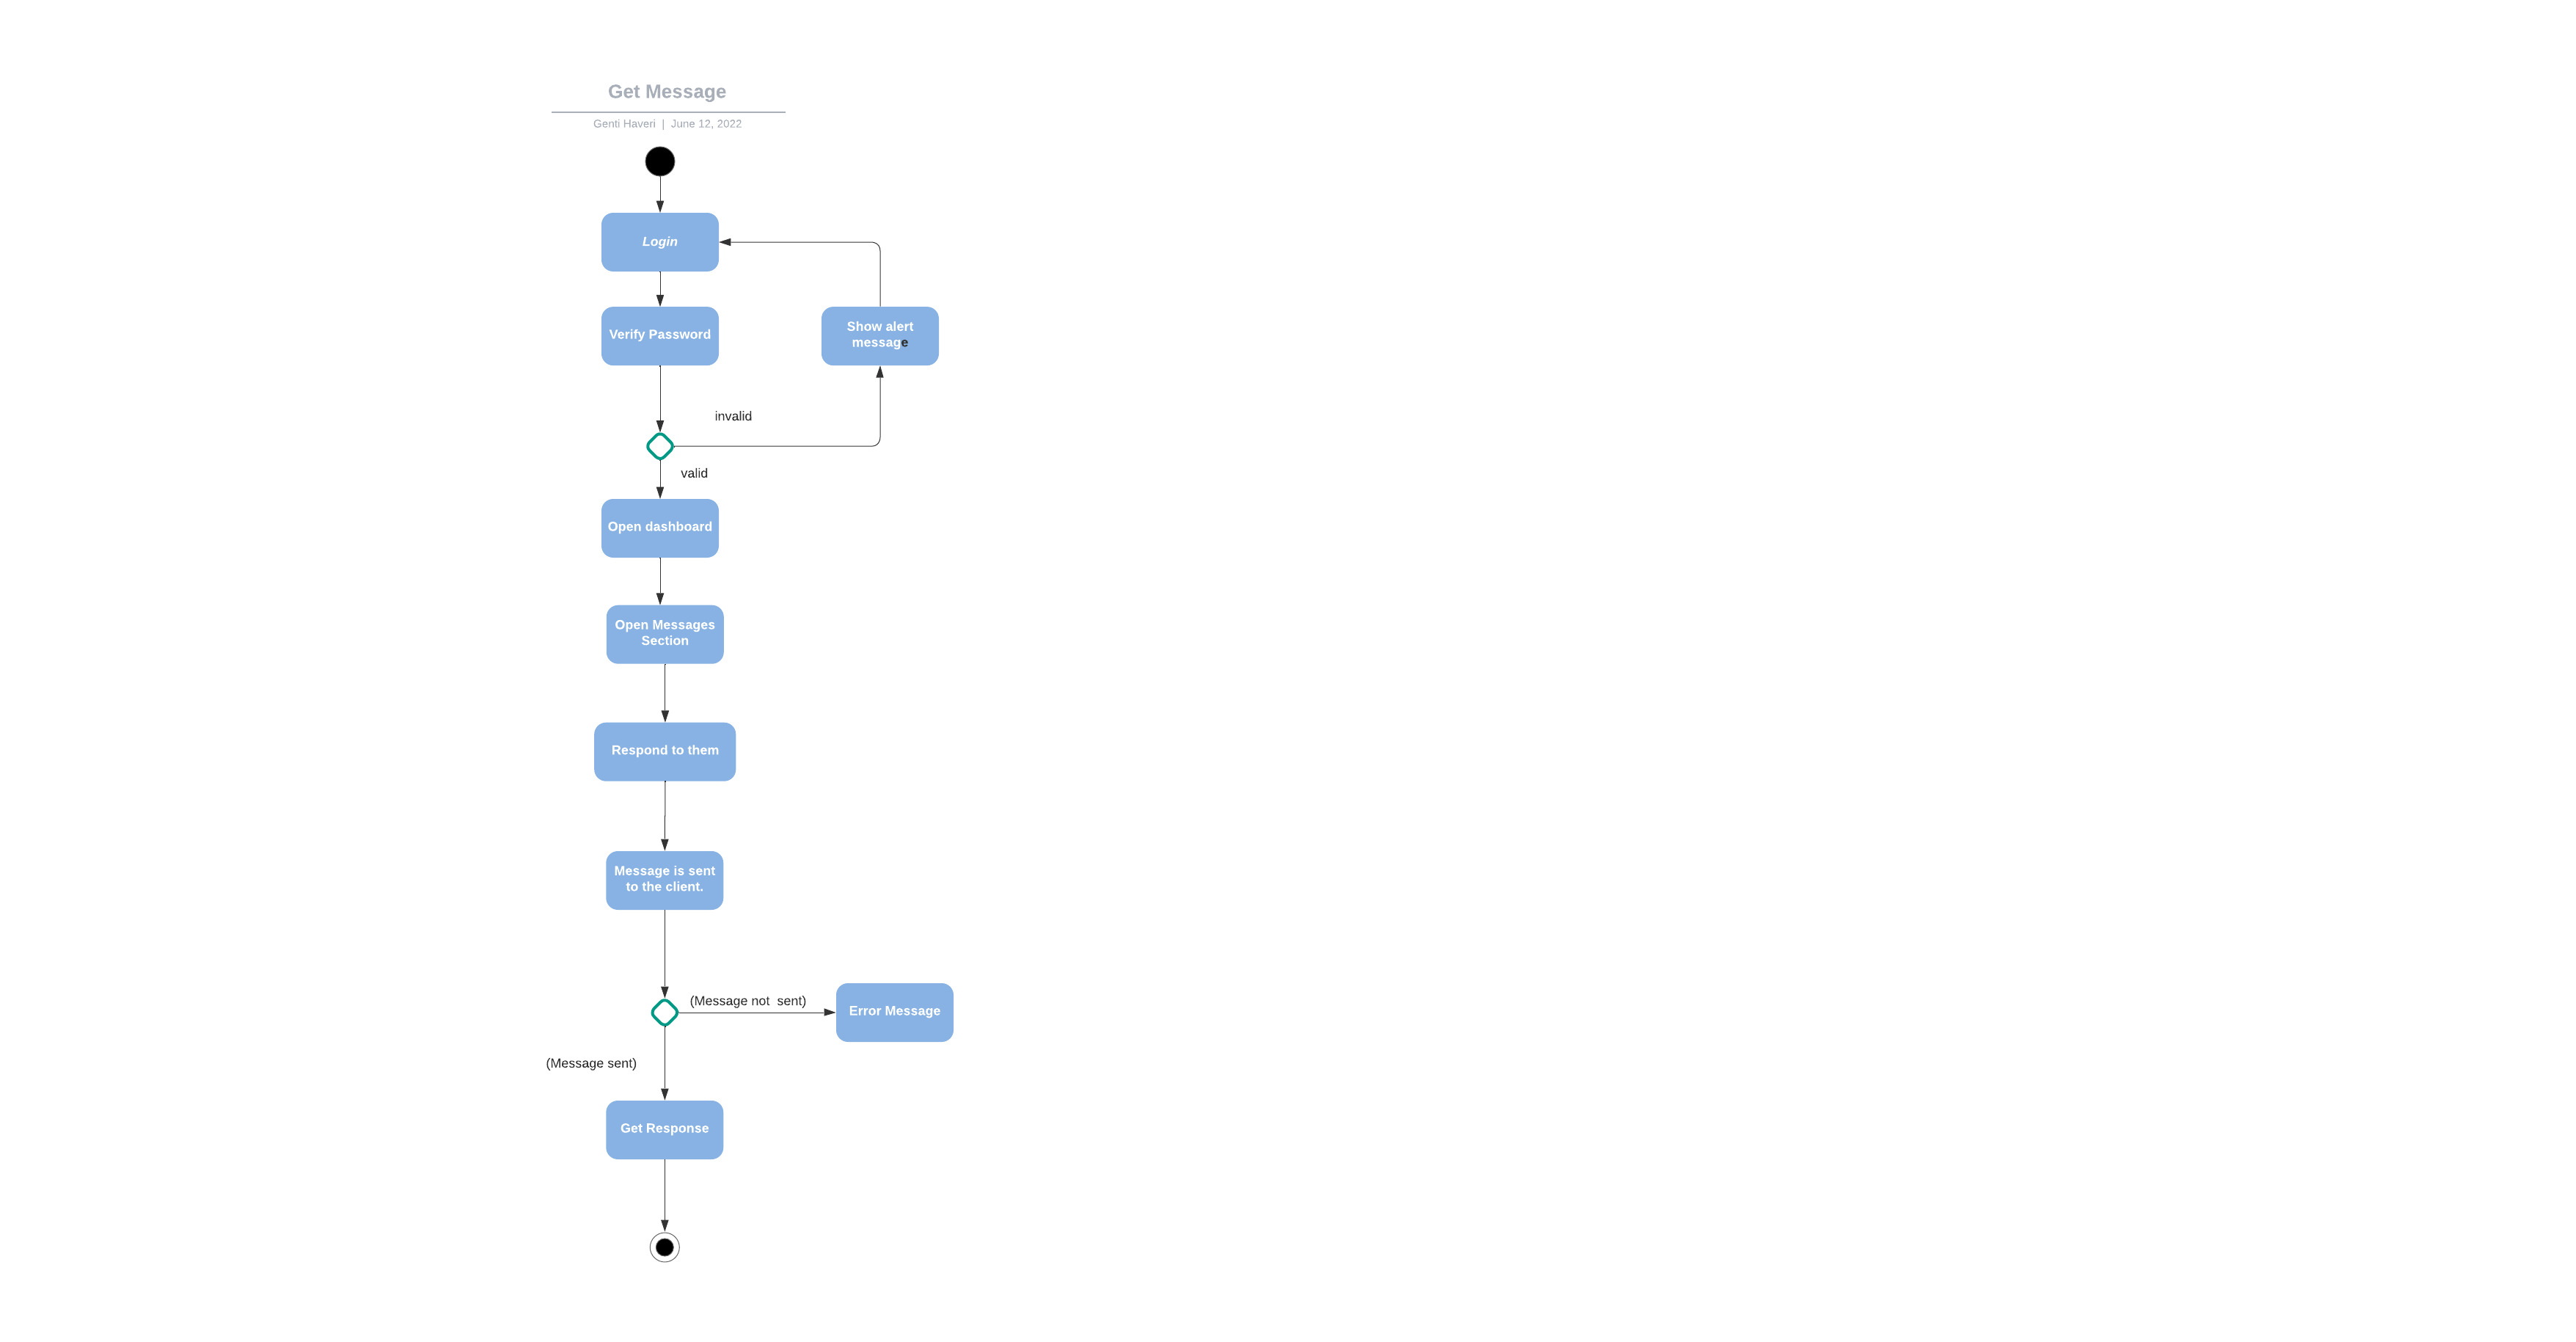 Get Message
Genti Haveri | June 12, 2022
Login
Verify Password
Show alert
message
invalid
valid
Open dashboard
Open Messages
Section
Respond to them
Message is sent
to the client.
(Message not  sent)
Error Message
(Message sent)
Get Response